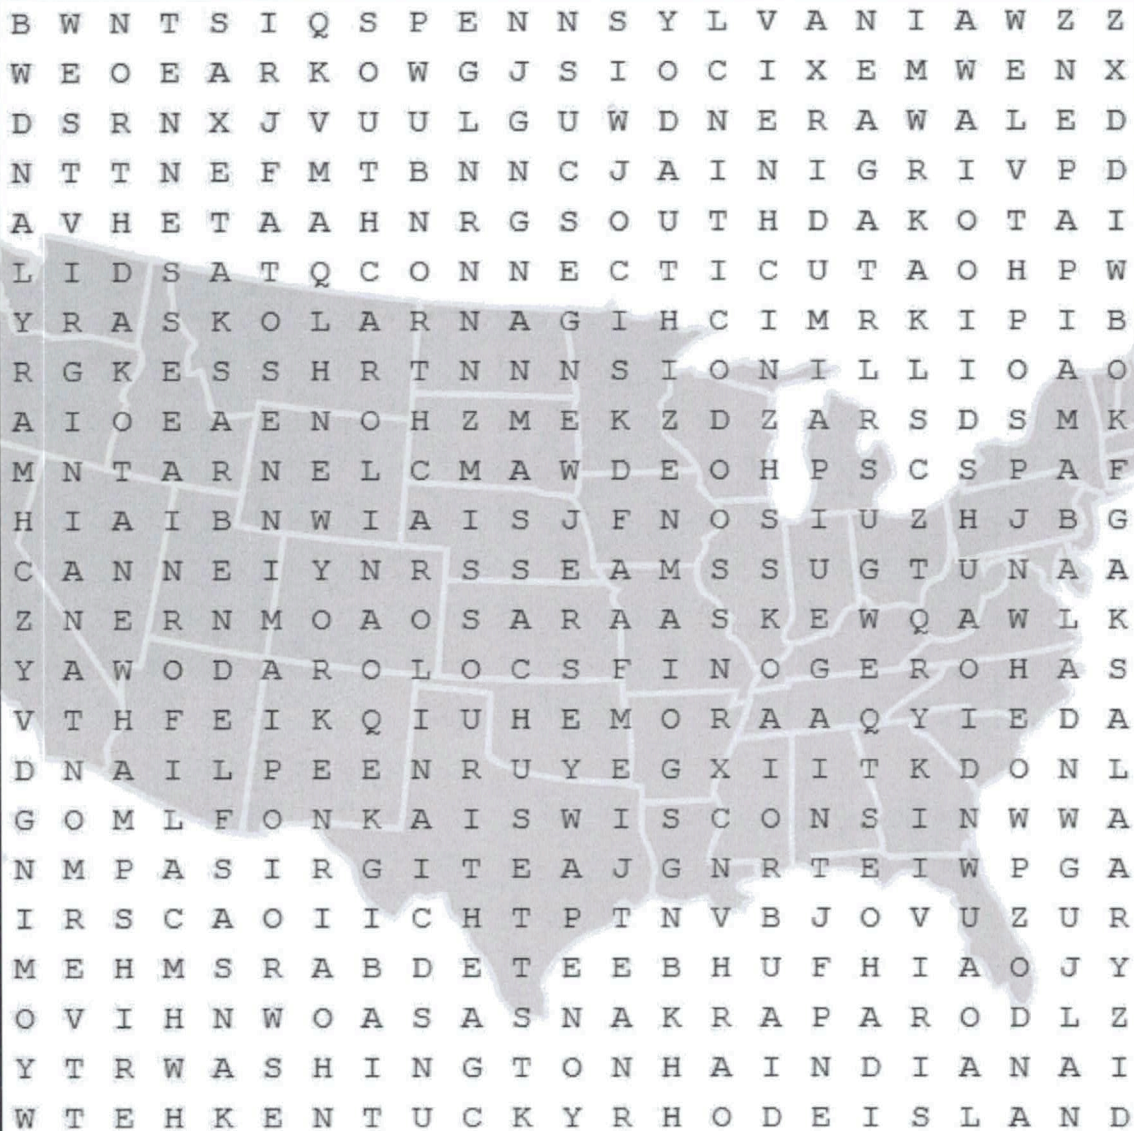 B W N T S I Q S P E N N S Y L V A N I A W Z Z
W E O E A R K O W G J S I O C I X E M W E N X
D S R N X J V U U L G U W D N E R A W A L E D
N T T N E F M T B N N C J A I N I G R I V P D
A V H E T A A H N R G S O U T H D A K O T A I
L I D S A T Q C O N N E C T I C U T A O H P W
Y R A S K O L A R N A G I H C I M R K I P I B
R G K E S S H R T N N N S I O N I L L I O A O
A I O E A E N O H Z M E K Z D Z A R S D S M K
M N T A R N E L C M A W D E O H P S C S P A F
H I A I B N W I A I S J F N O S I U Z H J B G
C A N N E I Y N R S S E A M S S U G T U N A A
Z N E R N M O A O S A R A A S K E W Q A W L K
Y A W O D A R O L O C S F I N O G E R O H A S
V T H F E I K Q I U H E M O R A A Q Y I E D A
D N A I L P E E N R U Y E G X I I T K D O N L
G O M L F O N K A I S W I S C O N S I N W W A
N M P A S I R G I T E A J G N R T E I W P G A
I R S C A O I I C H T P T N V B J O V U Z U R
M E H M S R A B D E T E E B H U F H I A O J Y
O V I H N W O A S A S N A K R A P A R O D L Z
Y T R W A S H I N G T O N H A I N D I A N A I
W T E H K E N T U C K Y R H O D E I S L A N D